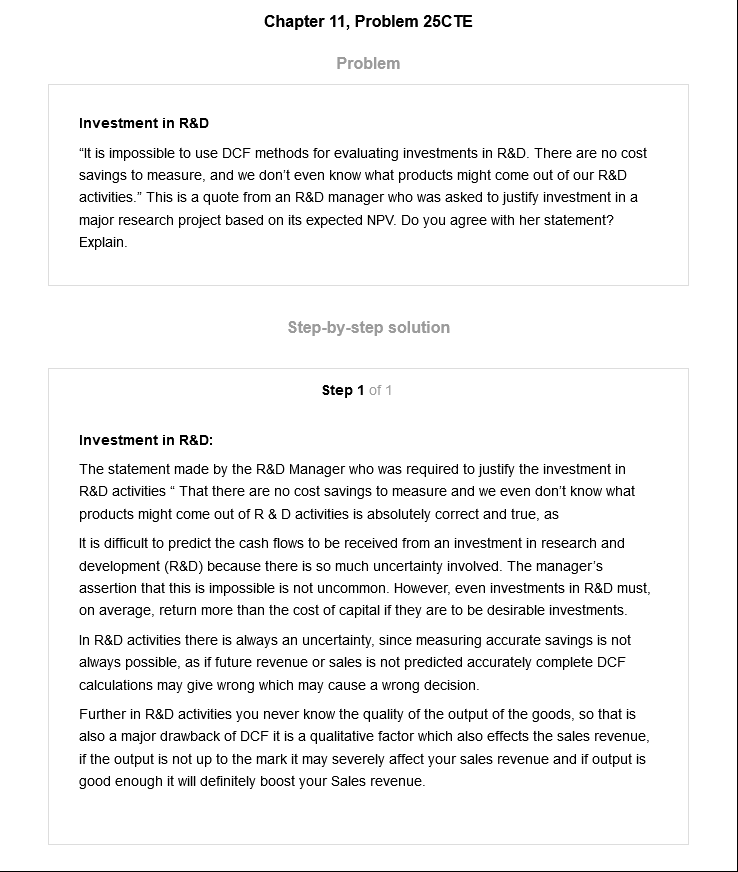 Chapter 11, Problem 25CTE
Problem
Investment in R&D
“It is impossible to use DCF methods for evaluating investments in R&D. There are no cost
savings to measure, and we don’t even know what products might come out of our R&D
activities.” This is a quote from an R&D manager who was asked to justify investment in a
major research project based on its expected NPV. Do you agree with her statement?
Explain.
Step-by-step solution
Step 1 of 1
Investment in R&D:
The statement made by the R&D Manager who was required to justify the investment in
R&D activities “ That there are no cost savings to measure and we even don’t know what
products might come out of R & D activities is absolutely correct and true, as
It is difficult to predict the cash flows to be received from an investment in research and
development (R&D) because there is so much uncertainty involved. The manager’s
assertion that this is impossible is not uncommon. However, even investments in R&D must,
on average, return more than the cost of capital if they are to be desirable investments.
In R&D activities there is always an uncertainty, since measuring accurate savings is not
always possible, as if future revenue or sales is not predicted accurately complete DCF
calculations may give wrong which may cause a wrong decision.
Further in R&D activities you never know the quality of the output of the goods, so that is
also a major drawback of DCF it is a qualitative factor which also effects the sales revenue,
if the output is not up to the mark it may severely affect your sales revenue and if output is
good enough it will definitely boost your Sales revenue.